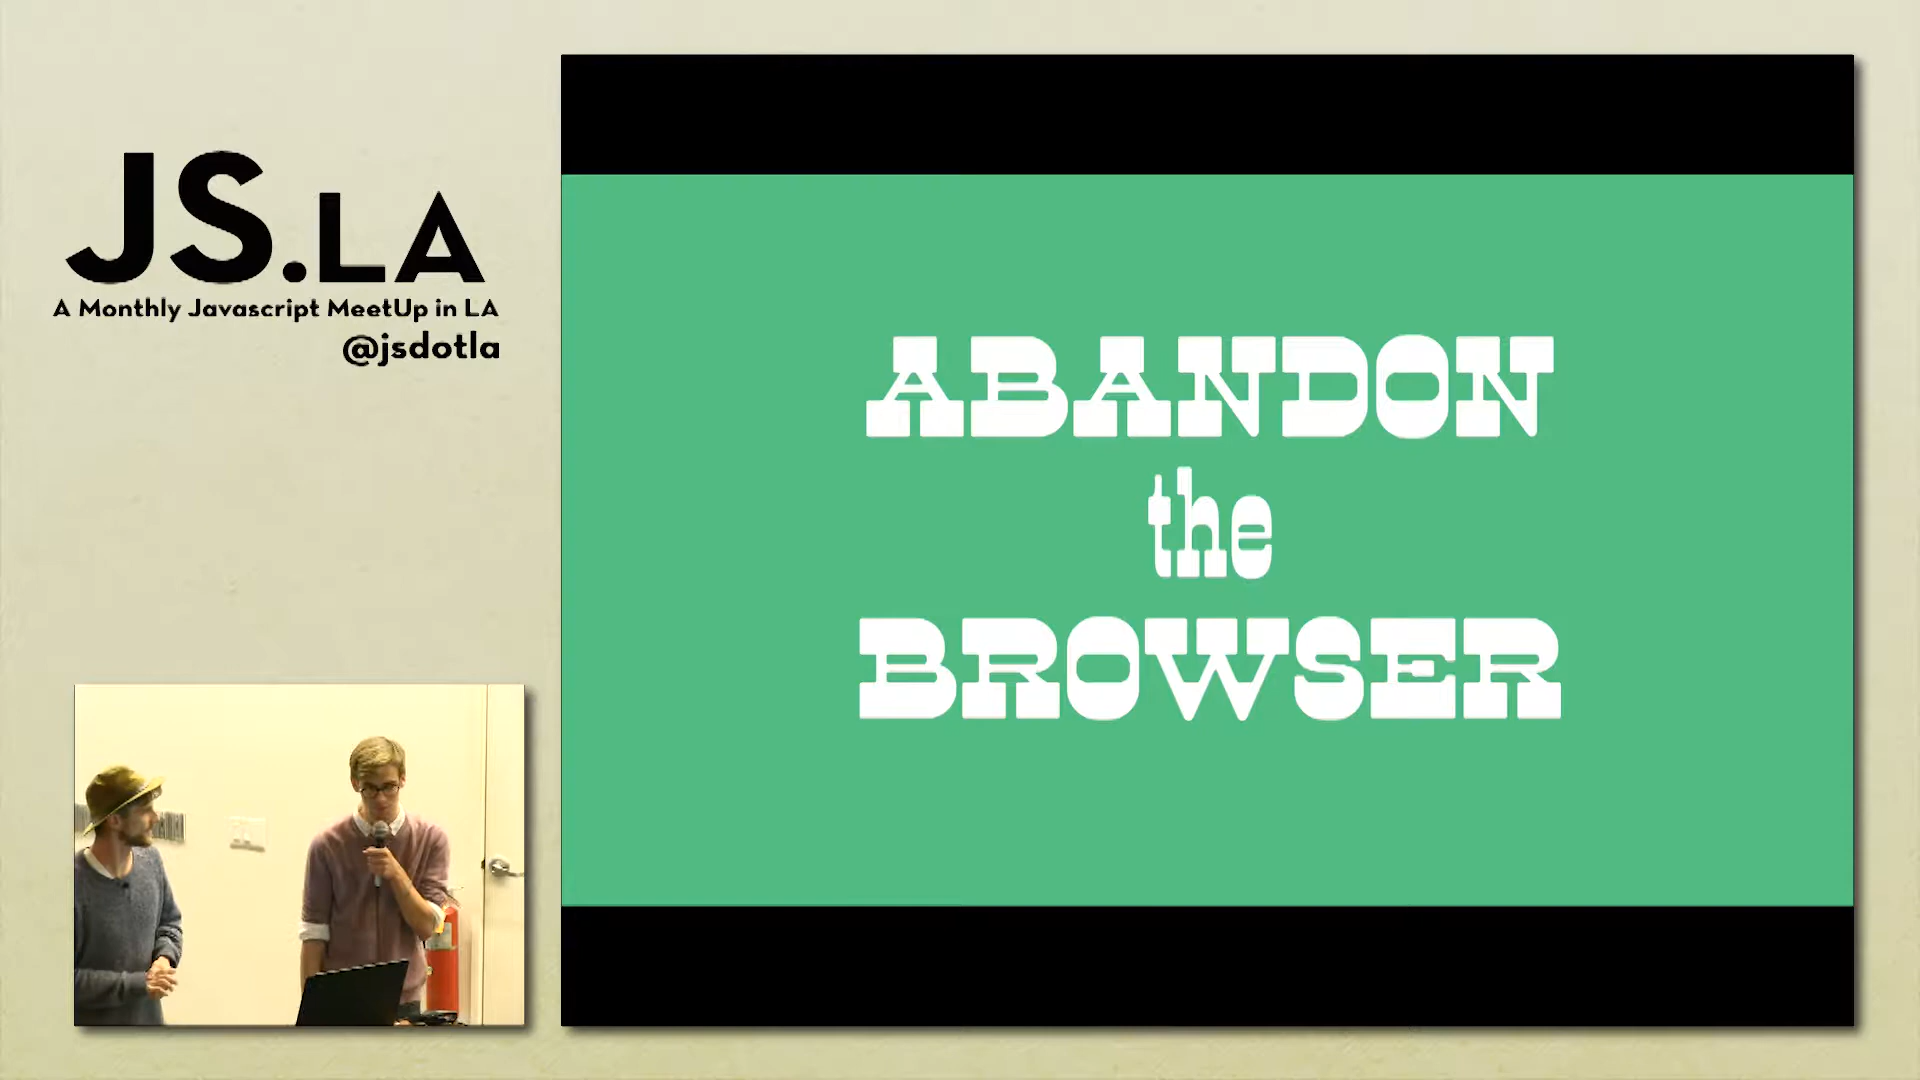 JS.LA
A Monthly Javascript MeetUp in LA
@jsdotla
ABANDON
the
BROWSER